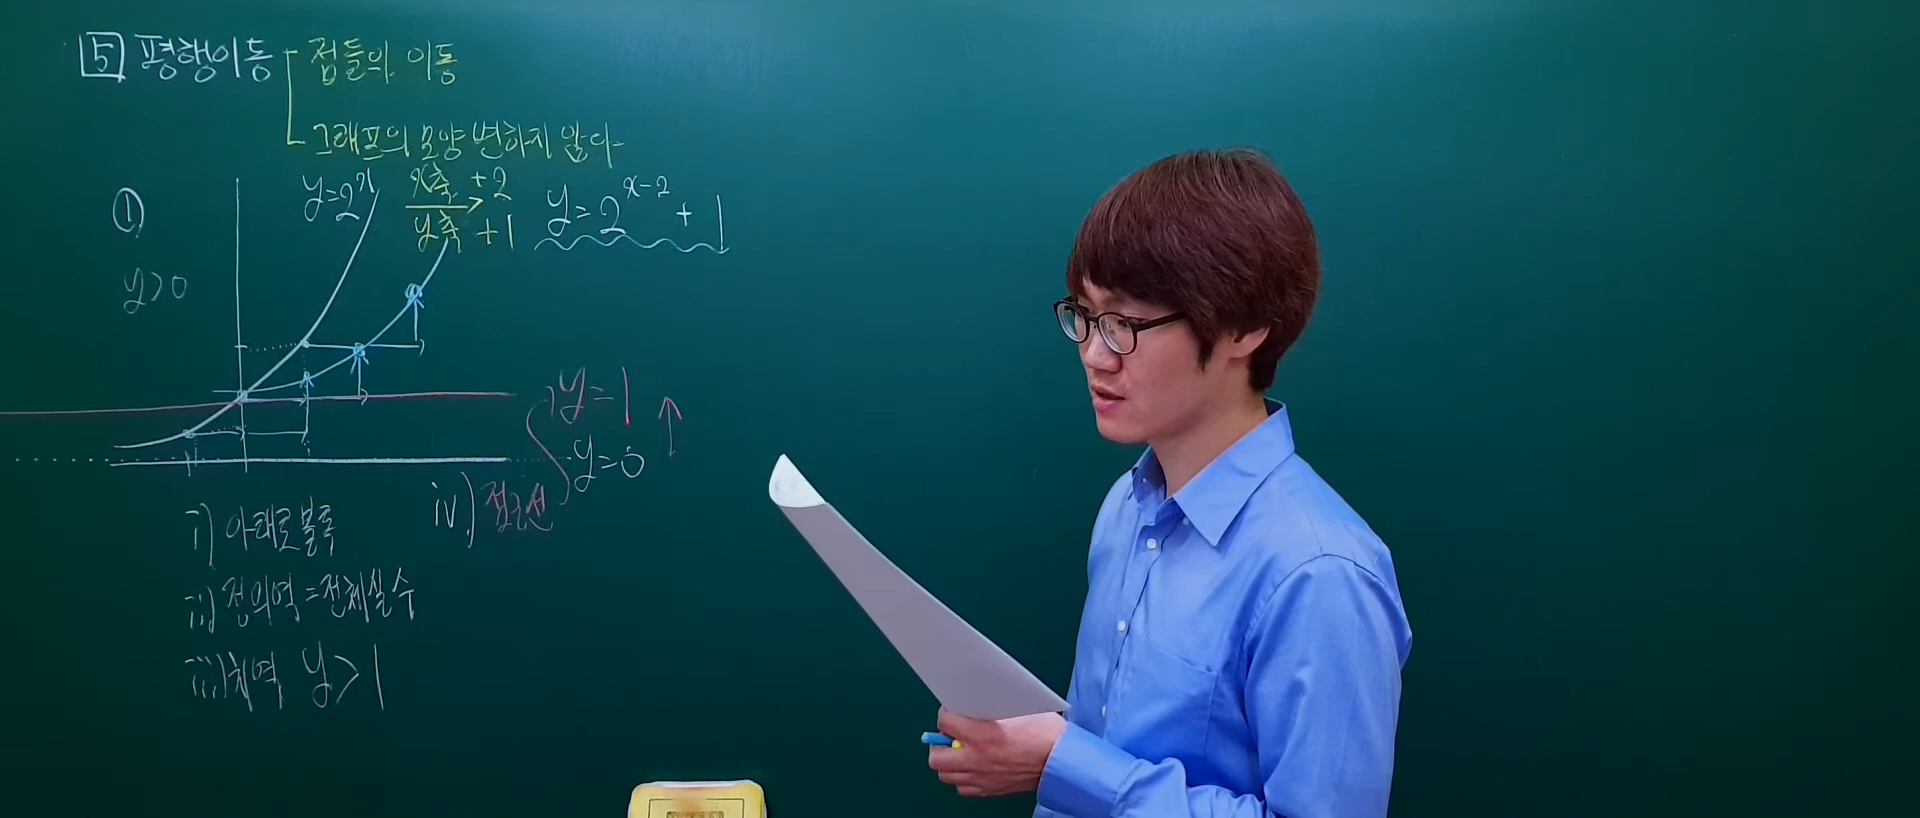 5 평행이동 점들의 이동
그래프의 모양 변하지 않다
①
y=2^x
x축 +2
y축 +1
y=2^{x-2}+1
y>0
y=1
y=0
i) 아래로볼록
ii) 정의역=전체실수
iii) 치역 y>1
iv) 점근선